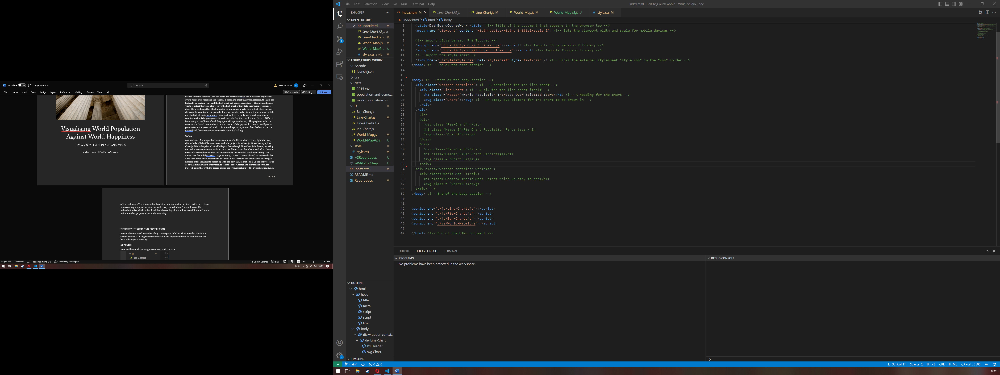 AutoSave Off Report.docx Search Michael Soutar MS
File Home Insert Draw Design Layout References Mailings Review View Help Comments Editing Share
Visualising World Population
Against World Happiness
DATA VISUALISATION AND ANALYTICS
Michael Soutar | F20DV | 13/04/2023
broken into two sections. One as a basic line chart that show the increase in population
over a number of years and the other as a other line chart that when selected, the user can
highlight on certain years and the first chart will update accordingly. This means if a user
wants to select the years of 1950-1970 the first graph will update showing more concise
data. The world map that I had intended to implement was to have it that when the user
clicks on the country on the map the line chart would update to whatever country that the
user had selected. As mentioned this didn't work so the only way a to change which
country to view is by going onto the code and altering the code from say "Asia (UN)" as it
is currently to say "France" and the graphs will update that way. The graphs can also be
reset via the "reset" button that is on the bottom of the page which means that if you've
gone to far in the years and wish to focus on the years 1990-2000 then the button can be
pressed and the user can easily move the slider back along.
CODE
As mentioned, I attempted to create a number of different charts to highlight the data,
this includes all the filles associated with the project. Bar-Chart.js, Line-Chart#3.js, Pie-
Chart.js, World-Map.js and World-Map#2. Even though Line-Chart.js is the only working
file I felt it was necessary to include the other files to show that I have worked on them in
terms of their implementation but unfortunately just couldn't get them working. The
Line-Chart that I did managed to get working, I chose to reuse a lot of the same code that
I had used for the first coursework as I knew it was working and just needed to change a
number of the variables to match up with the new dataset that I had. So the only pieces of
code that actually have of any relevance is the Line-Chart.js, index.html and style.css.
Before I go further with the design choice the style.css it links to the overall design choice
PAGE 1
of the dashboard. The wrapper that holds the information for the line chart is there, there
is a secondary wrapper there for the world map but as it doesn't work, it was a bit
redundant to keep it there but I feel that showcasing all work done even if it doesn't work
to it's intended purpose is better than nothing.
FUTURE THOUGHTS AND CONCLUSION
Previously mentioned a number of my code aspects didn't work as intended which is a
shame because if I had given myself more time to implement them all then I may have
been able to get it working.
APPENDIX
Here I will store all the images associated with the code
js 33
JS Bar-Chart.js 34
Page 3 of 3 720 words Text Predictions: On Accessibility: Investigate Display Settings Focus 90%
Links 10:19
File Edit Selection View Go Run Terminal Help index.html - F20DV_Coursework2 - Visual Studio Code
EXPLORER
OPEN EDITORS
index.html M
JS Line-Chart#3.js js
JS Line-Chart.js js M
JS World-Map.js... M
JS World-Map#... U
# style.css style M
F20DV_COURSEWORK2
.vscode
launch.json
css
data
2015.csv
population-and-demo...
world_population.csv
js
JS Bar-Chart.js
JS Line-Chart.js M
JS Line-Chart#3.js
JS Pie-Chart.js
JS World-Map.js M
JS World-Map#2.js U
style
# style.css M
~$Report.docx U
~WRL2077.tmp U
index.html M
README.md
Report.docx M
OUTLINE
html
head
title
meta
script
script
link
body
div.wrapper-contai...
div.Line-Chart
h1.Header
svg.Chart
TIMELINE
8
1
index.html M JS Line-Chart#3.js JS Line-Chart.js M JS World-Map.js M JS World-Map#2.js U # style.css M
index.html > html > body
5 <title>DashBoardCourseWork</title> <!-- Title of the document that appears in the browser tab -->
6 <meta name="viewport" content="width=device-width, initial-scale=1"> <!-- Sets the viewport width and scale for mobile devices -->
7
8 <!-- import d3.js version 7 & Topojson-->
9 <script src="https://d3js.org/d3.v7.min.js"></script> <!-- Imports d3.js version 7 library -->
10 <script src="https://d3js.org/topojson.v1.min.js"></script> <!-- Imports Topojson library -->
11 <!-- Import the style sheet-->
12 <link href="./style/style.css" rel="stylesheet" type="text/css" /> <!-- Links the external stylesheet "style.css" in the "css" folder -->
13 </head> <!-- End of the head section -->
14
15
16 <body> <!-- Start of the body section -->
17 <div class="wrapper-container"> <!-- A container for the line chart -->
18 <div class="Line-Chart"> <!-- A div for the line chart itself -->
19 <h1 class ="Header">World Population Increase Over Selected Years</h1> <!-- A heading for the chart -->
20 <svg class="Chart"></svg> <!-- An empty SVG element for the chart to be drawn in -->
21 </div>
22 </div>
23 <!--
24 <div>
25 <div class="Pie-Chart"></div>
26 <h1 class="Header2">Pie Chart Population Percentage</h1>
27 <svg class="Chart2"></svg>
28 </div>
29 <div>
30 <div class="Bar-Chart"></div>
31 <h1 class="Header3">Bar Chart Percentage</h1>
32 <svg class = "Chart3"></svg>
33 </div>
34 <div class="wrapper-container-worldmap">
35 <div class="World-Map "></div>
36 <h1 class="Header4">World Map! Select Which Country to see</h1>
37 <svg class = "Chart4"></svg>
38 </div> -->
39 </body> <!-- End of the body section -->
40
41
42 <script src="./js/Line-Chart.js"></script>
43 <script src="./js/Pie-Chart.js"></script>
44 <script src="./js/Bar-Chart.js"></script>
45 <script src="./js/World-Map#2.js"></script>
46
47 </html> <!-- End of the HTML document -->
OUTPUT DEBUG CONSOLE TERMINAL
PROBLEMS
No problems have been detected in the workspace.
DEBUG CONSOLE
main* 0 0 Ln 33, Col 11 Spaces: 2 UTF-8 CRLF HTML Port : 5500
10:19